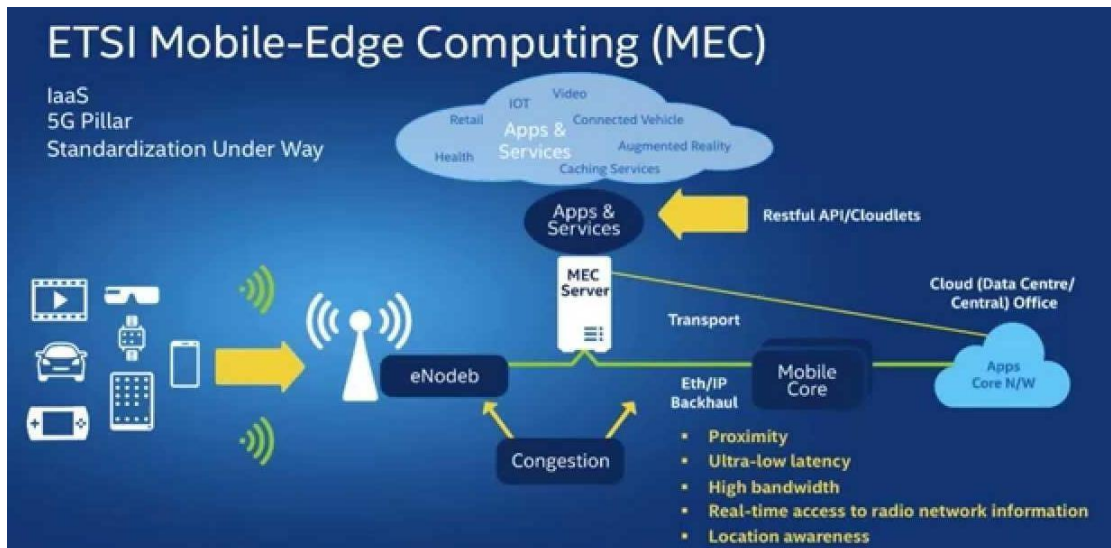 ETSI Mobile-Edge Computing (MEC)
IaaS
5G Pillar
Standardization Under Way
Video
IOT
Retail
Connected Vehicle
Apps &
Services
Augmented Reality
Health
Caching Services
Apps &
Services
Restful API/Cloudlets
MEC
Server
Cloud (Data Centre/
Central) Office
Transport
eNodeb
Mobile
Core
Apps
Core N/W
Eth/IP
Backhaul
Congestion
▪ Proximity
▪ Ultra-low latency
▪ High bandwidth
▪ Real-time access to radio network information
▪ Location awareness